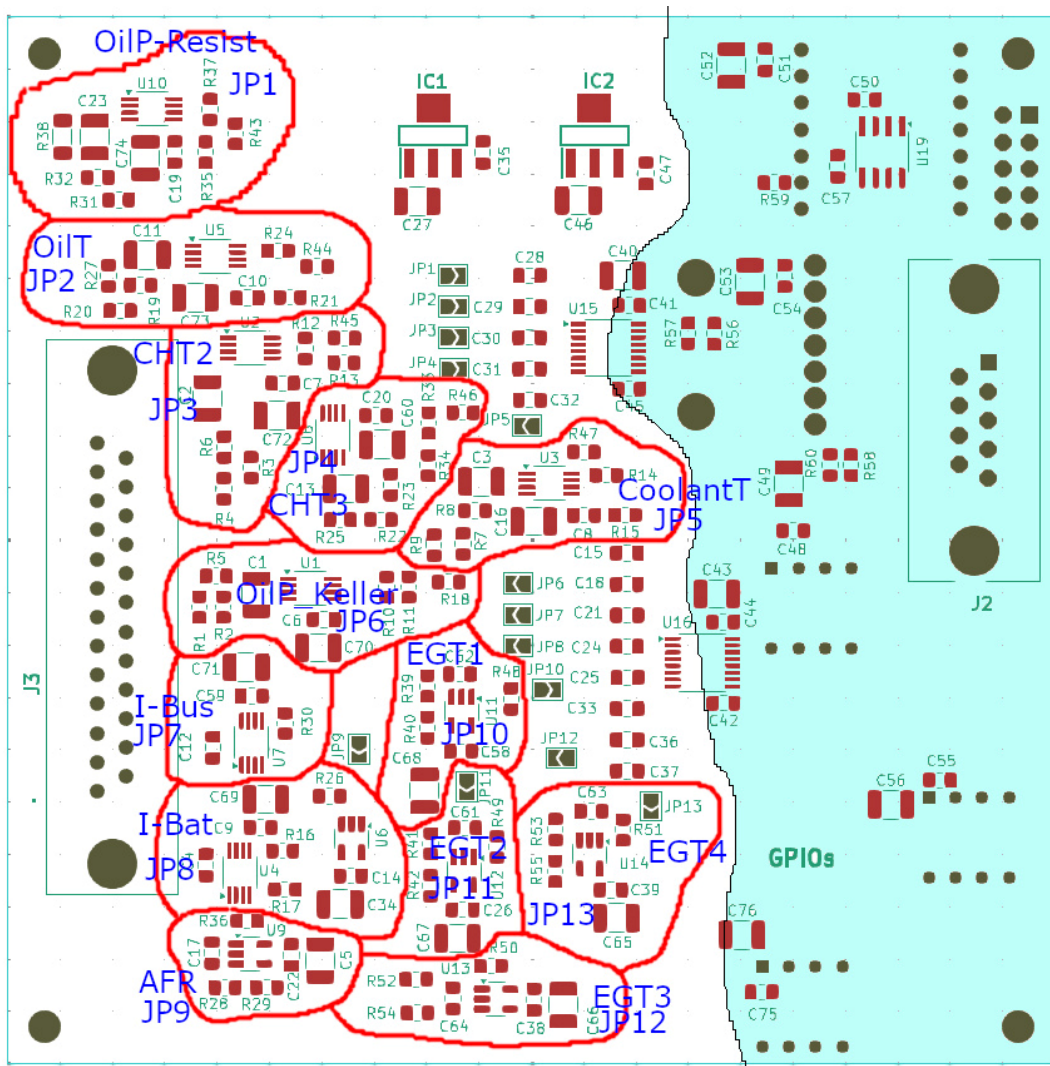 OilP-Resist
R37
JP1
U10
C23
R38
C74
C19
R35
R43
R32
R31
IC1
IC2
C35
C47
C27
C46
C52
C51
C50
U19
C57
R59
OilT
JP2
C11
U5
R24
R44
R27
R19
R20
C10
R21
C73
JP1
JP2
JP3
JP4
C28
C29
C30
C31
C32
JP5
C40
C41
U15
C45
C53
C54
R57
R56
CHT2
JP3
U2
R12
R45
R13
C7
C72
R6
R3
R4
R46
C20
C60
JP4
CHT3
C13
R34
R23
R25
R22
R47
C3
U3
R14
CoolantT
JP5
R8
C16
C8
R15
R9
R7
C49
R60
R58
C48
C15
C18
C21
C24
C25
C33
C36
C37
JP6
JP7
JP8
JP10
JP12
R5
C1
U1
OilP_Keller
JP6
R1
R2
C6
C70
R10
R11
R18
C43
C44
U16
C42
J2
J3
C71
C59
I-Bus
JP7
R30
C12
U7
JP9
EGT1
C62
R48
R39
U11
R40
JP10
C58
C68
JP11
C69
R26
I-Bat
JP8
C9
R16
U6
U4
C14
R17
C34
C61
R49
R41
EGT2
JP11
R42
U12
C26
C67
C63
JP13
R53
R51
R55
U14
EGT4
C39
JP13
C65
C55
C56
GPIOs
C76
C75
R36
U9
C17
AFR
JP9
R28
R29
C22
C5
R50
R52
U13
R54
C64
C38
C66
EGT3
JP12